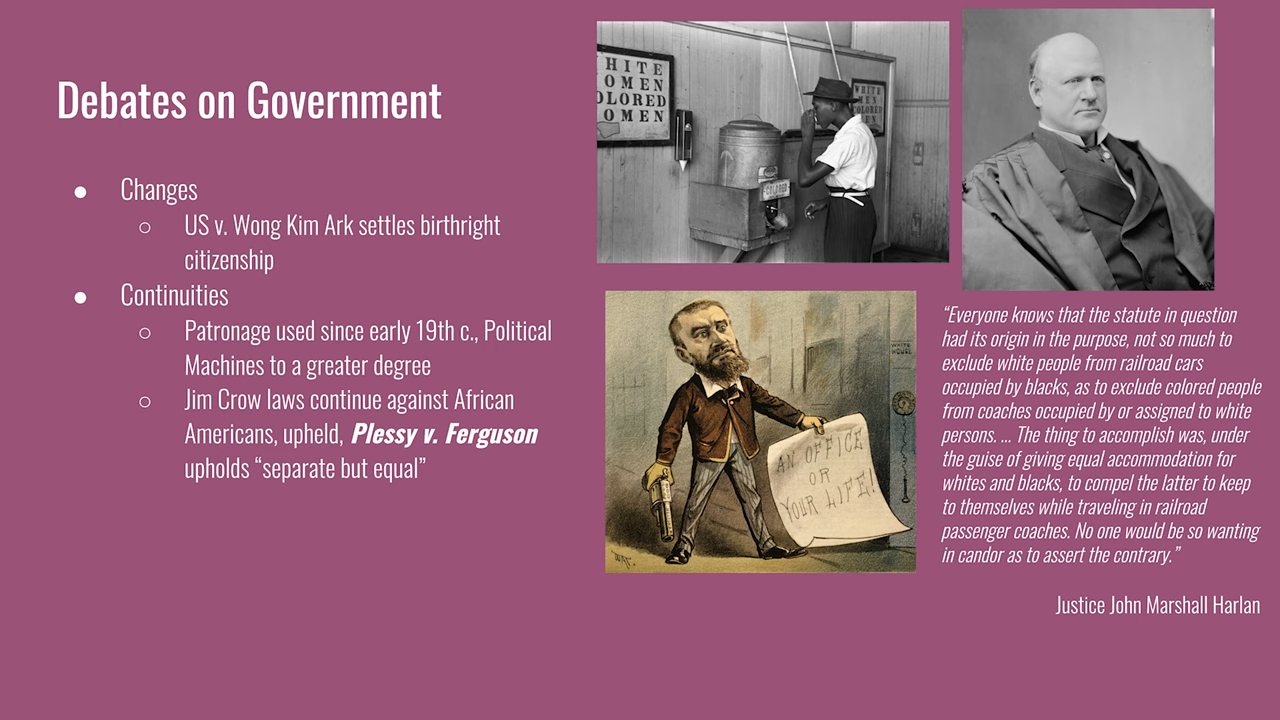 Debates on Government
● Changes
○ US v. Wong Kim Ark settles birthright
citizenship
● Continuities
○ Patronage used since early 19th c., Political
Machines to a greater degree
○ Jim Crow laws continue against African
Americans, upheld, Plessy v. Ferguson
upholds “separate but equal”
HITE
OMEN
OLORED
OMEN
WHITE
MEN
COLORED
MEN
COLORED
AN OFFICE
OR
YOUR LIFE!
WHITE
HOUSE
“Everyone knows that the statute in question
had its origin in the purpose, not so much to
exclude white people from railroad cars
occupied by blacks, as to exclude colored people
from coaches occupied by or assigned to white
persons. ... The thing to accomplish was, under
the guise of giving equal accommodation for
whites and blacks, to compel the latter to keep
to themselves while traveling in railroad
passenger coaches. No one would be so wanting
in candor as to assert the contrary.”
Justice John Marshall Harlan